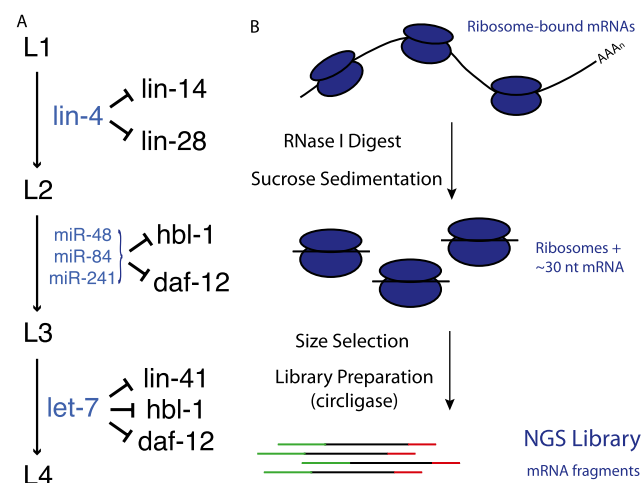 A
L1
lin-4
lin-14
lin-28
L2
miR-48
miR-84
miR-241
hbl-1
daf-12
L3
let-7
lin-41
hbl-1
daf-12
L4
B
Ribosome-bound mRNAs
AAAn
RNase I Digest
Sucrose Sedimentation
Ribosomes +
~30 nt mRNA
Size Selection
Library Preparation
(circligase)
NGS Library
mRNA fragments